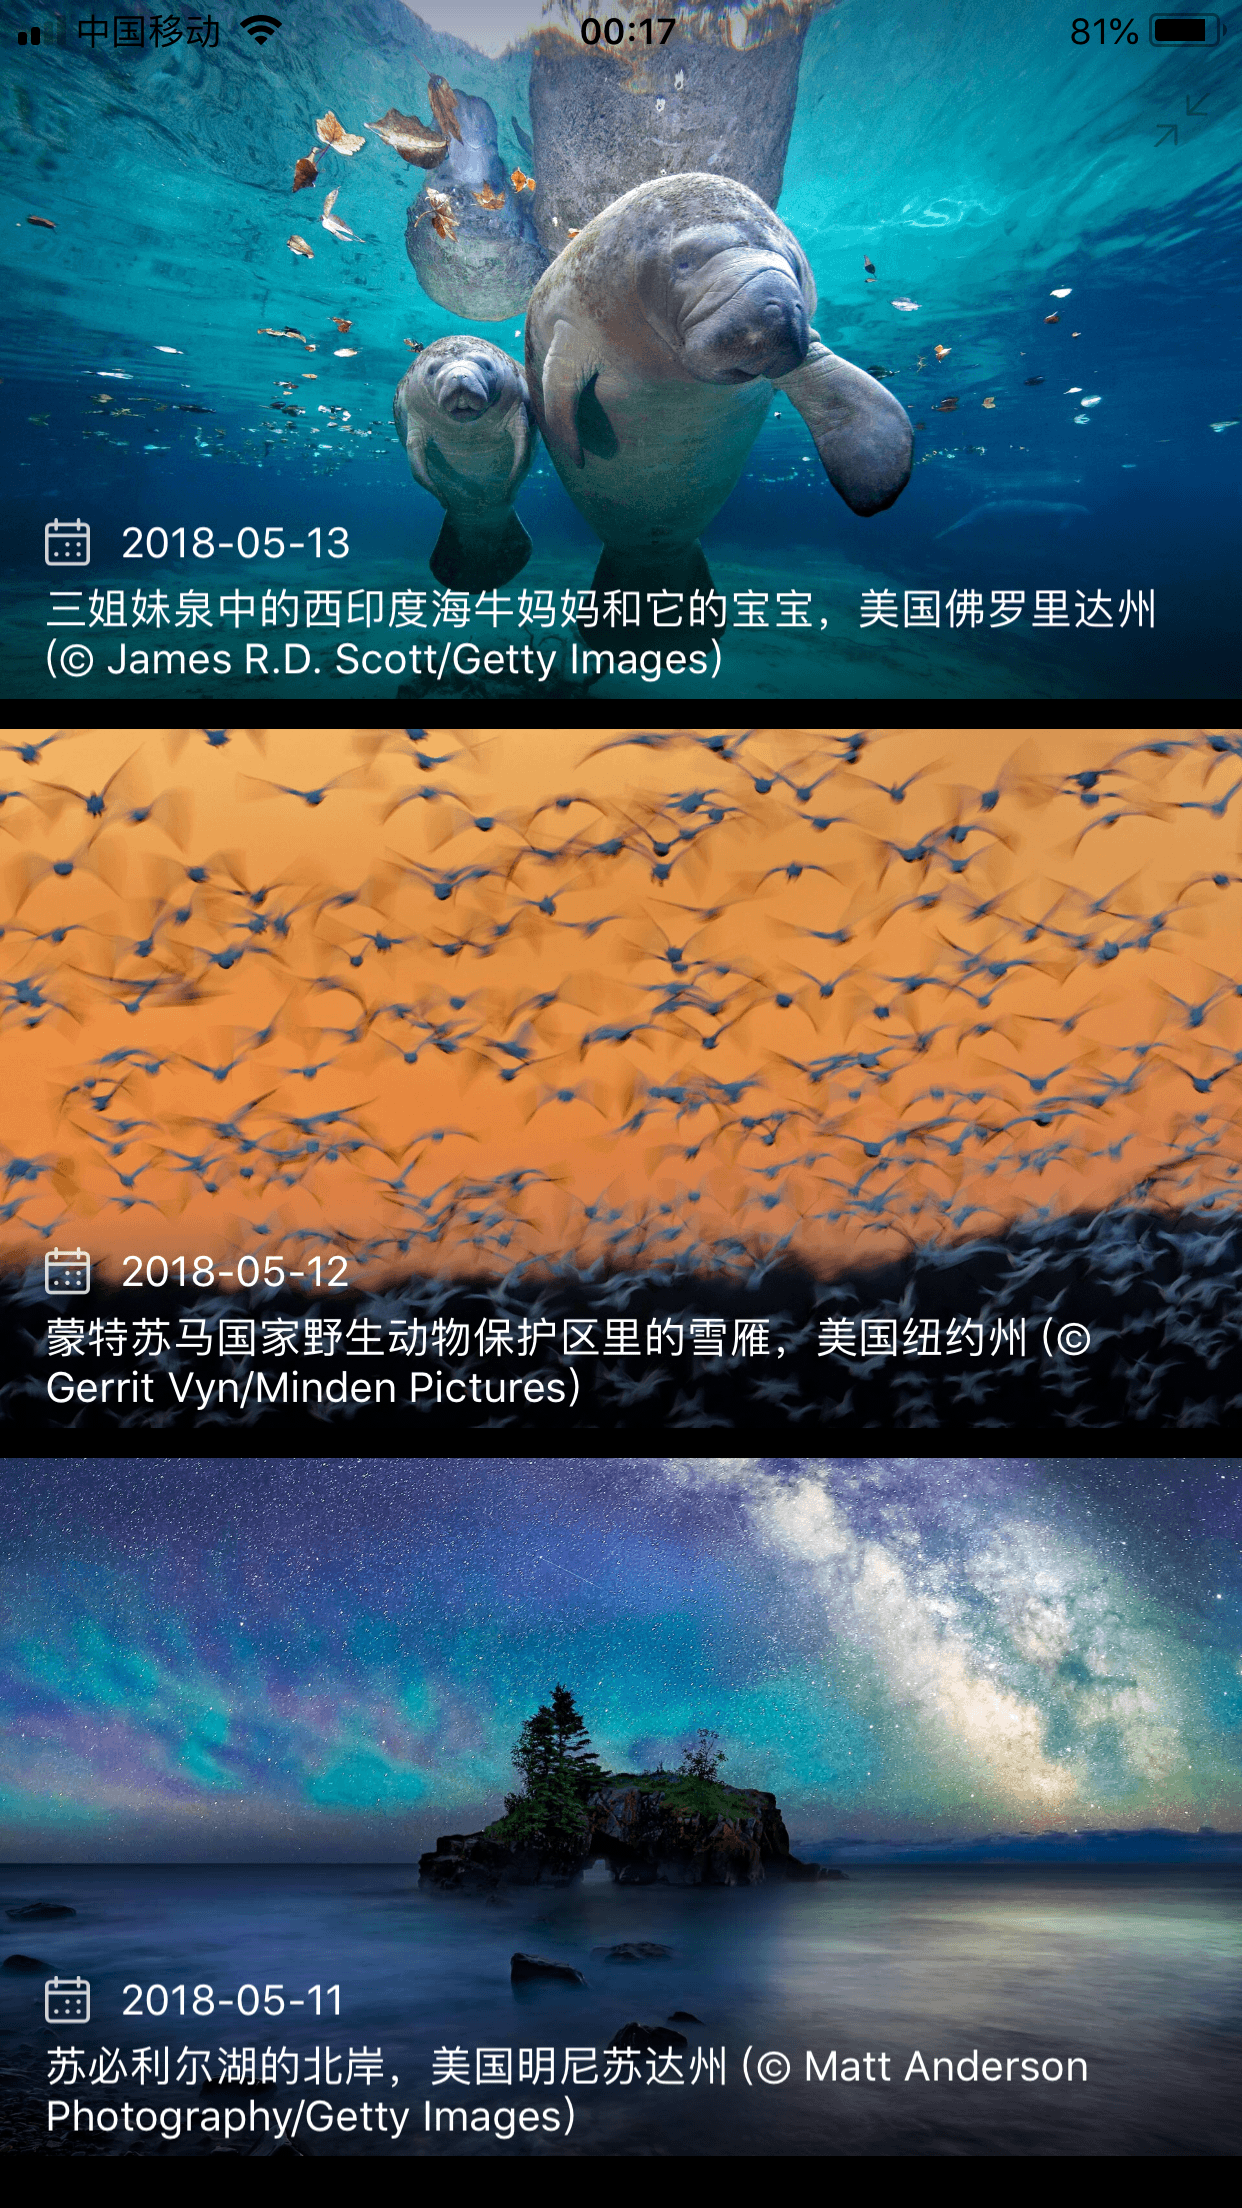 中国移动 00:17 81%
2018-05-13
三姐妹泉中的西印度海牛妈妈和它的宝宝，美国佛罗里达州
(© James R.D. Scott/Getty Images)
2018-05-12
蒙特苏马国家野生动物保护区里的雪雁，美国纽约州 (©
Gerrit Vyn/Minden Pictures)
2018-05-11
苏必利尔湖的北岸，美国明尼苏达州 (© Matt Anderson
Photography/Getty Images)